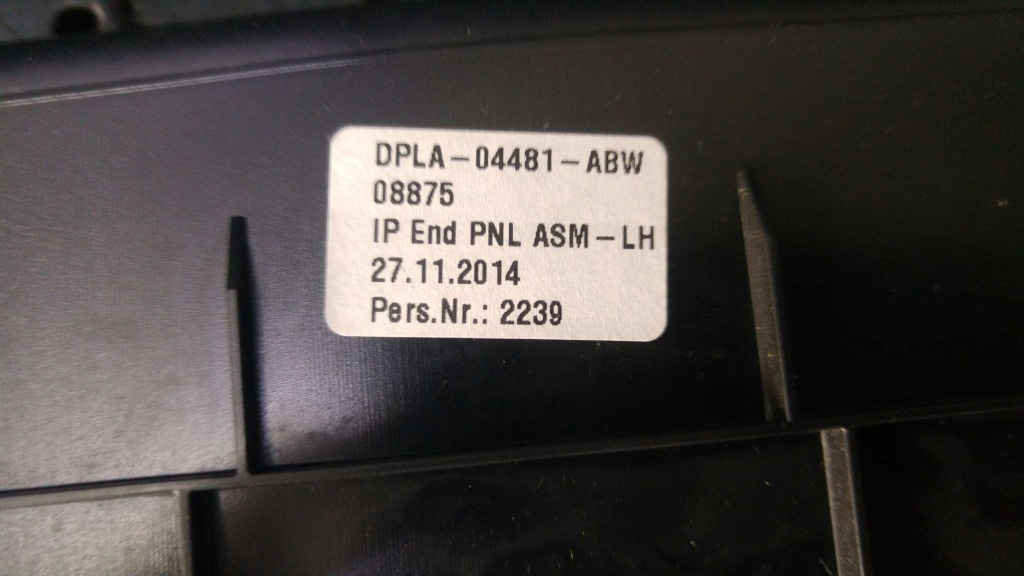 DPLA-04481-ABW
08875
IP End PNL ASM-LH
27.11.2014
Pers.Nr.: 2239